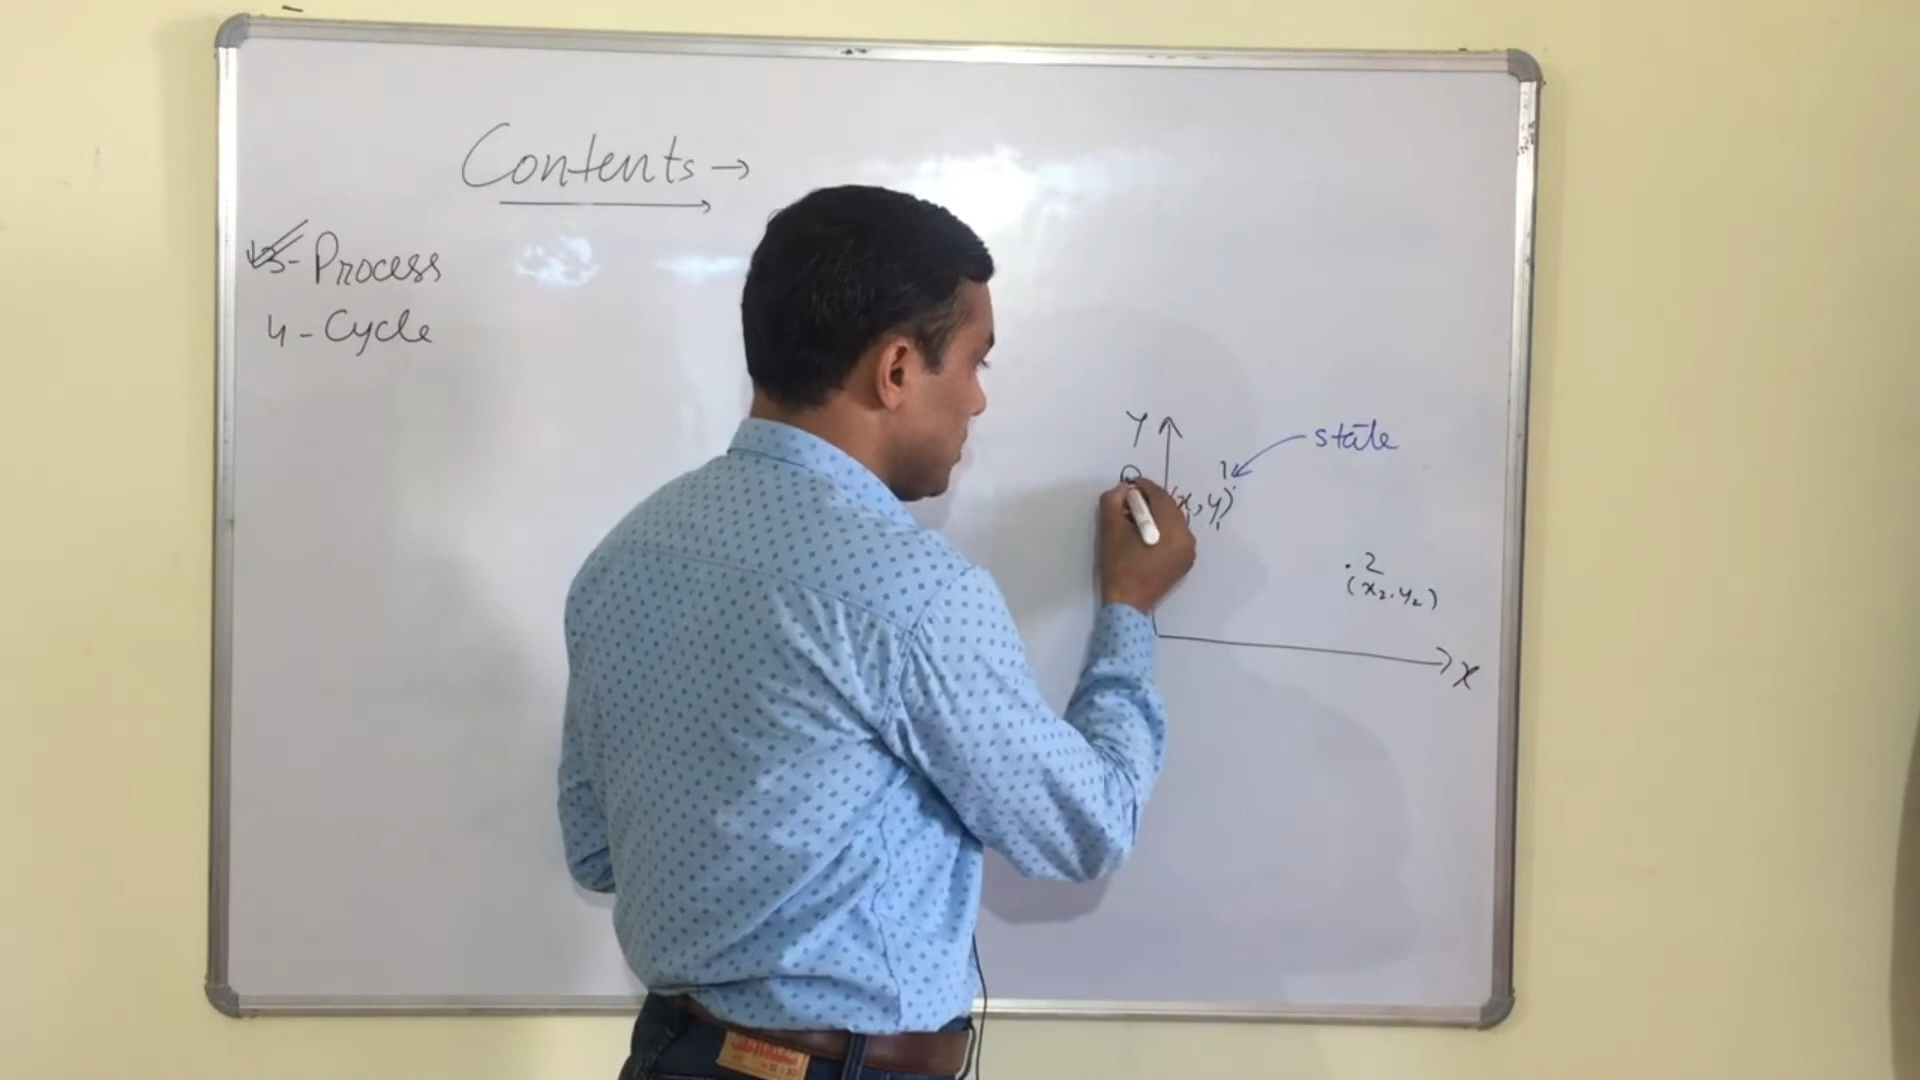 Contents →
3- Process
4- Cycle
y
state
1
(x₁, y₁)
2
(x₂, y₂)
x